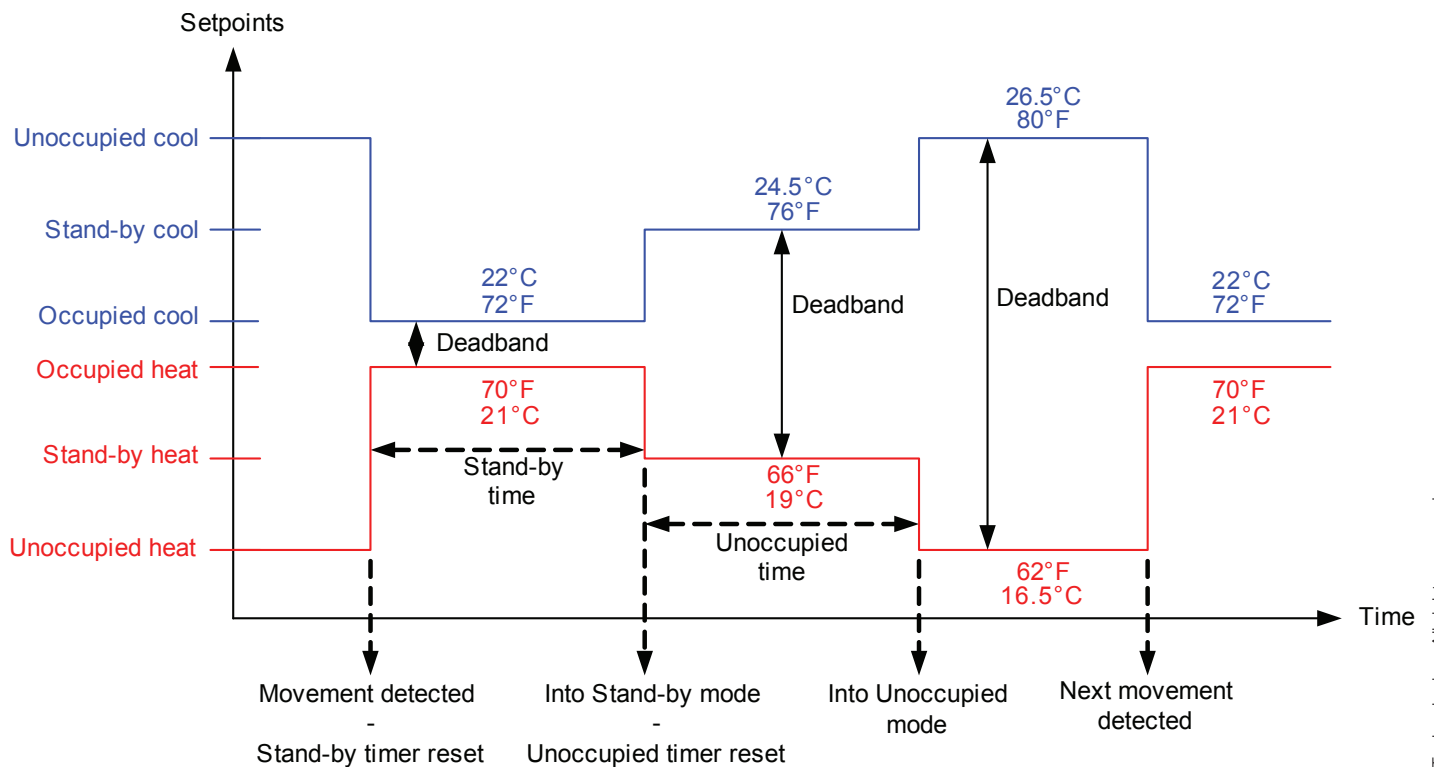 Setpoints
26.5°C
80°F
Unoccupied cool
24.5°C
76°F
Stand-by cool
22°C
72°F
22°C
72°F
Deadband
Deadband
Occupied cool
Deadband
Occupied heat
70°F
21°C
70°F
21°C
Stand-by heat
Stand-by
time
66°F
19°C
Unoccupied heat
Unoccupied
time
62°F
16.5°C
Time
Movement detected
-
Stand-by timer reset
Into Stand-by mode
-
Unoccupied timer reset
Into Unoccupied
mode
Next movement
detected